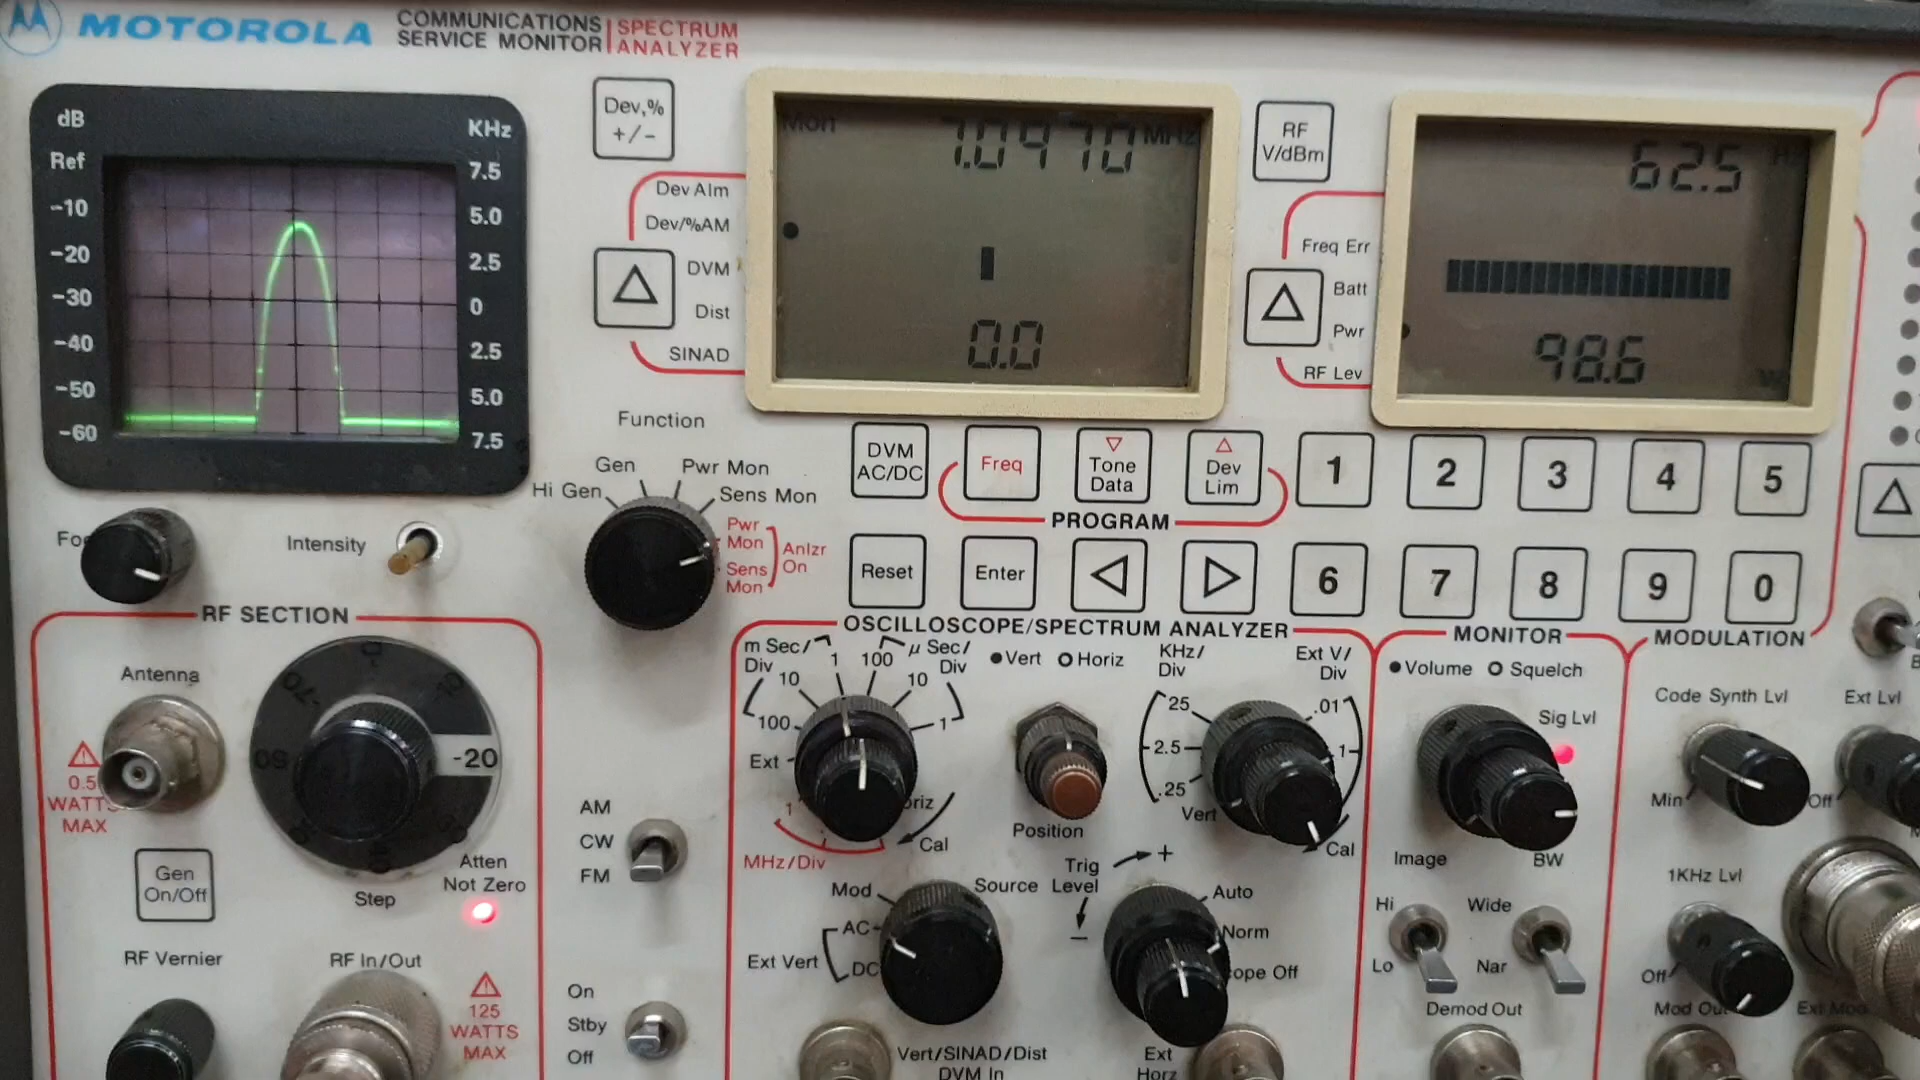 MOTOROLA
COMMUNICATIONS
SERVICE MONITOR
SPECTRUM
ANALYZER
dB
Ref
-10
-20
-30
-40
-50
-60
KHz
7.5
5.0
2.5
0
2.5
5.0
7.5
Dev,%
+/-
Dev Alm
Dev/%AM
DVM
Dist
SINAD
Mon
7.0970 MHz
0.0
RF
V/dBm
Freq Err
Batt
Pwr
RF Lev
62.5
98.6
Function
Hi Gen
Gen
Pwr Mon
Sens Mon
Pwr
Mon
Sens
Mon
Anlzr
On
DVM
AC/DC
Freq
Tone
Data
Dev
Lim
PROGRAM
1
2
3
4
5
Reset
Enter
6
7
8
9
0
Intensity
RF SECTION
Antenna
0.5
WATTS
MAX
-20
Step
Atten
Not Zero
Gen
On/Off
RF Vernier
RF In/Out
125
WATTS
MAX
AM
CW
FM
On
Stby
Off
OSCILLOSCOPE/SPECTRUM ANALYZER
m Sec/
Div
1
10
100
Ext
100
µ Sec/
Div
10
1
1
MHz/Div
Cal
Vert
Horiz
Position
KHz/
Div
25
2.5
.25
Vert
Ext V/
Div
.01
.1
1
Cal
Mod
AC
DC
Ext Vert
Source
Trig
Level
+
−
Auto
Norm
Vert/SINAD/Dist
DVM In
Ext
Horz
MONITOR
Volume
Squelch
Sig Lvl
Image
BW
Hi
Lo
Wide
Nar
Demod Out
MODULATION
Code Synth Lvl
Min
Ext Lvl
Off
1KHz Lvl
Off
Mod Out
Ext Mod